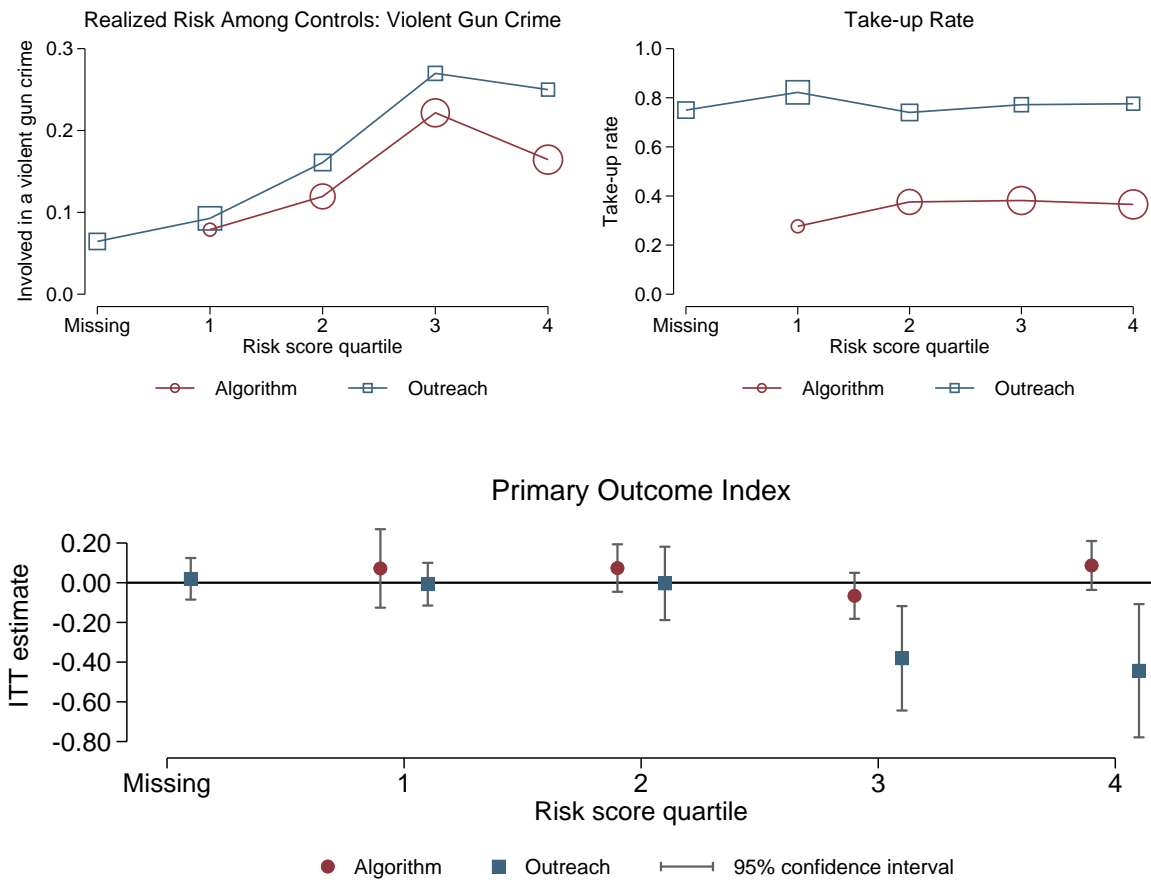 Realized Risk Among Controls: Violent Gun Crime
Involved in a violent gun crime
0.3
0.2
0.1
0.0
Missing 1 2 3 4
Risk score quartile
Algorithm Outreach
Take-up Rate
Take-up rate
1.0
0.8
0.6
0.4
0.2
0.0
Missing 1 2 3 4
Risk score quartile
Algorithm Outreach
Primary Outcome Index
ITT estimate
0.20
0.00
-0.20
-0.40
-0.60
-0.80
Missing 1 2 3 4
Risk score quartile
Algorithm Outreach 95% confidence interval